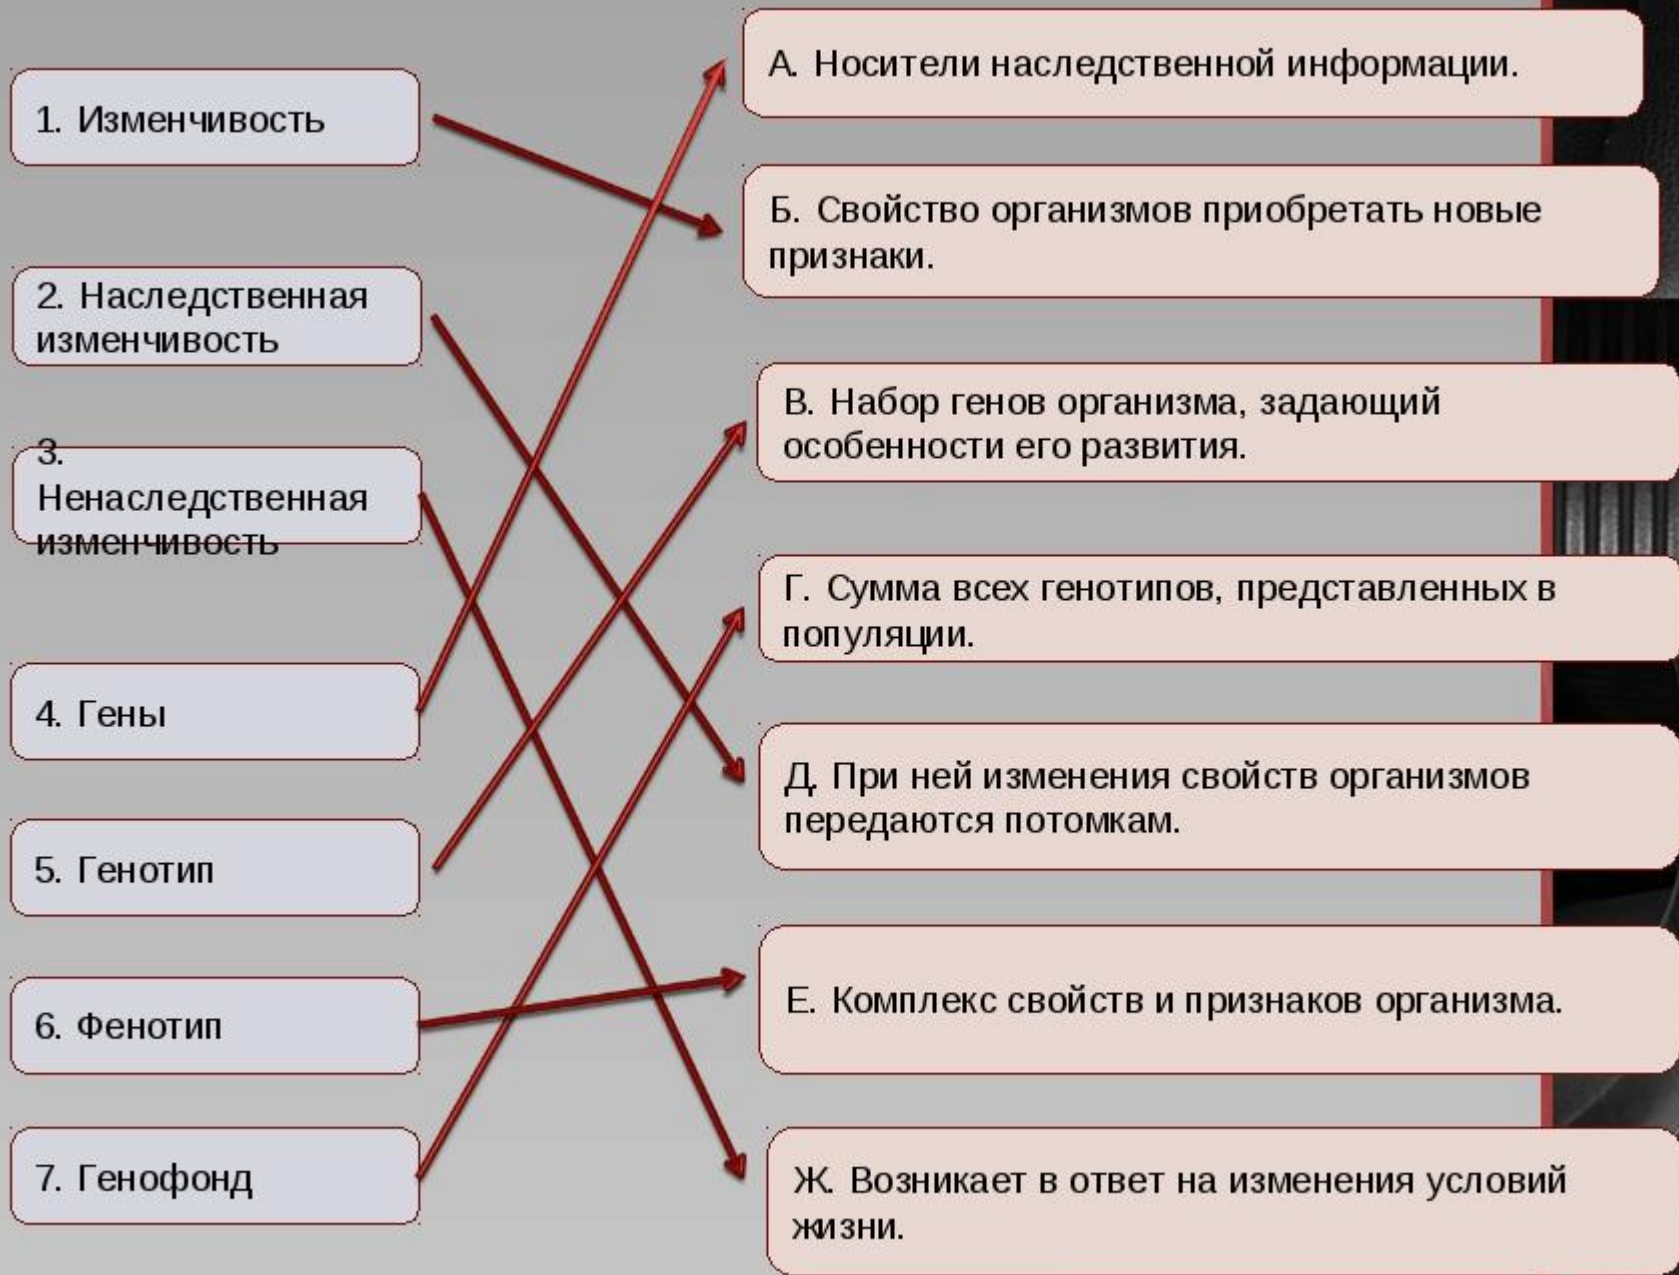 1. Изменчивость
2. Наследственная
изменчивость
3.
Ненаследственная
изменчивость
4. Гены
5. Генотип
6. Фенотип
7. Генофонд
А. Носители наследственной информации.
Б. Свойство организмов приобретать новые
признаки.
В. Набор генов организма, задающий
особенности его развития.
Г. Сумма всех генотипов, представленных в
популяции.
Д. При ней изменения свойств организмов
передаются потомкам.
Е. Комплекс свойств и признаков организма.
Ж. Возникает в ответ на изменения условий
жизни.